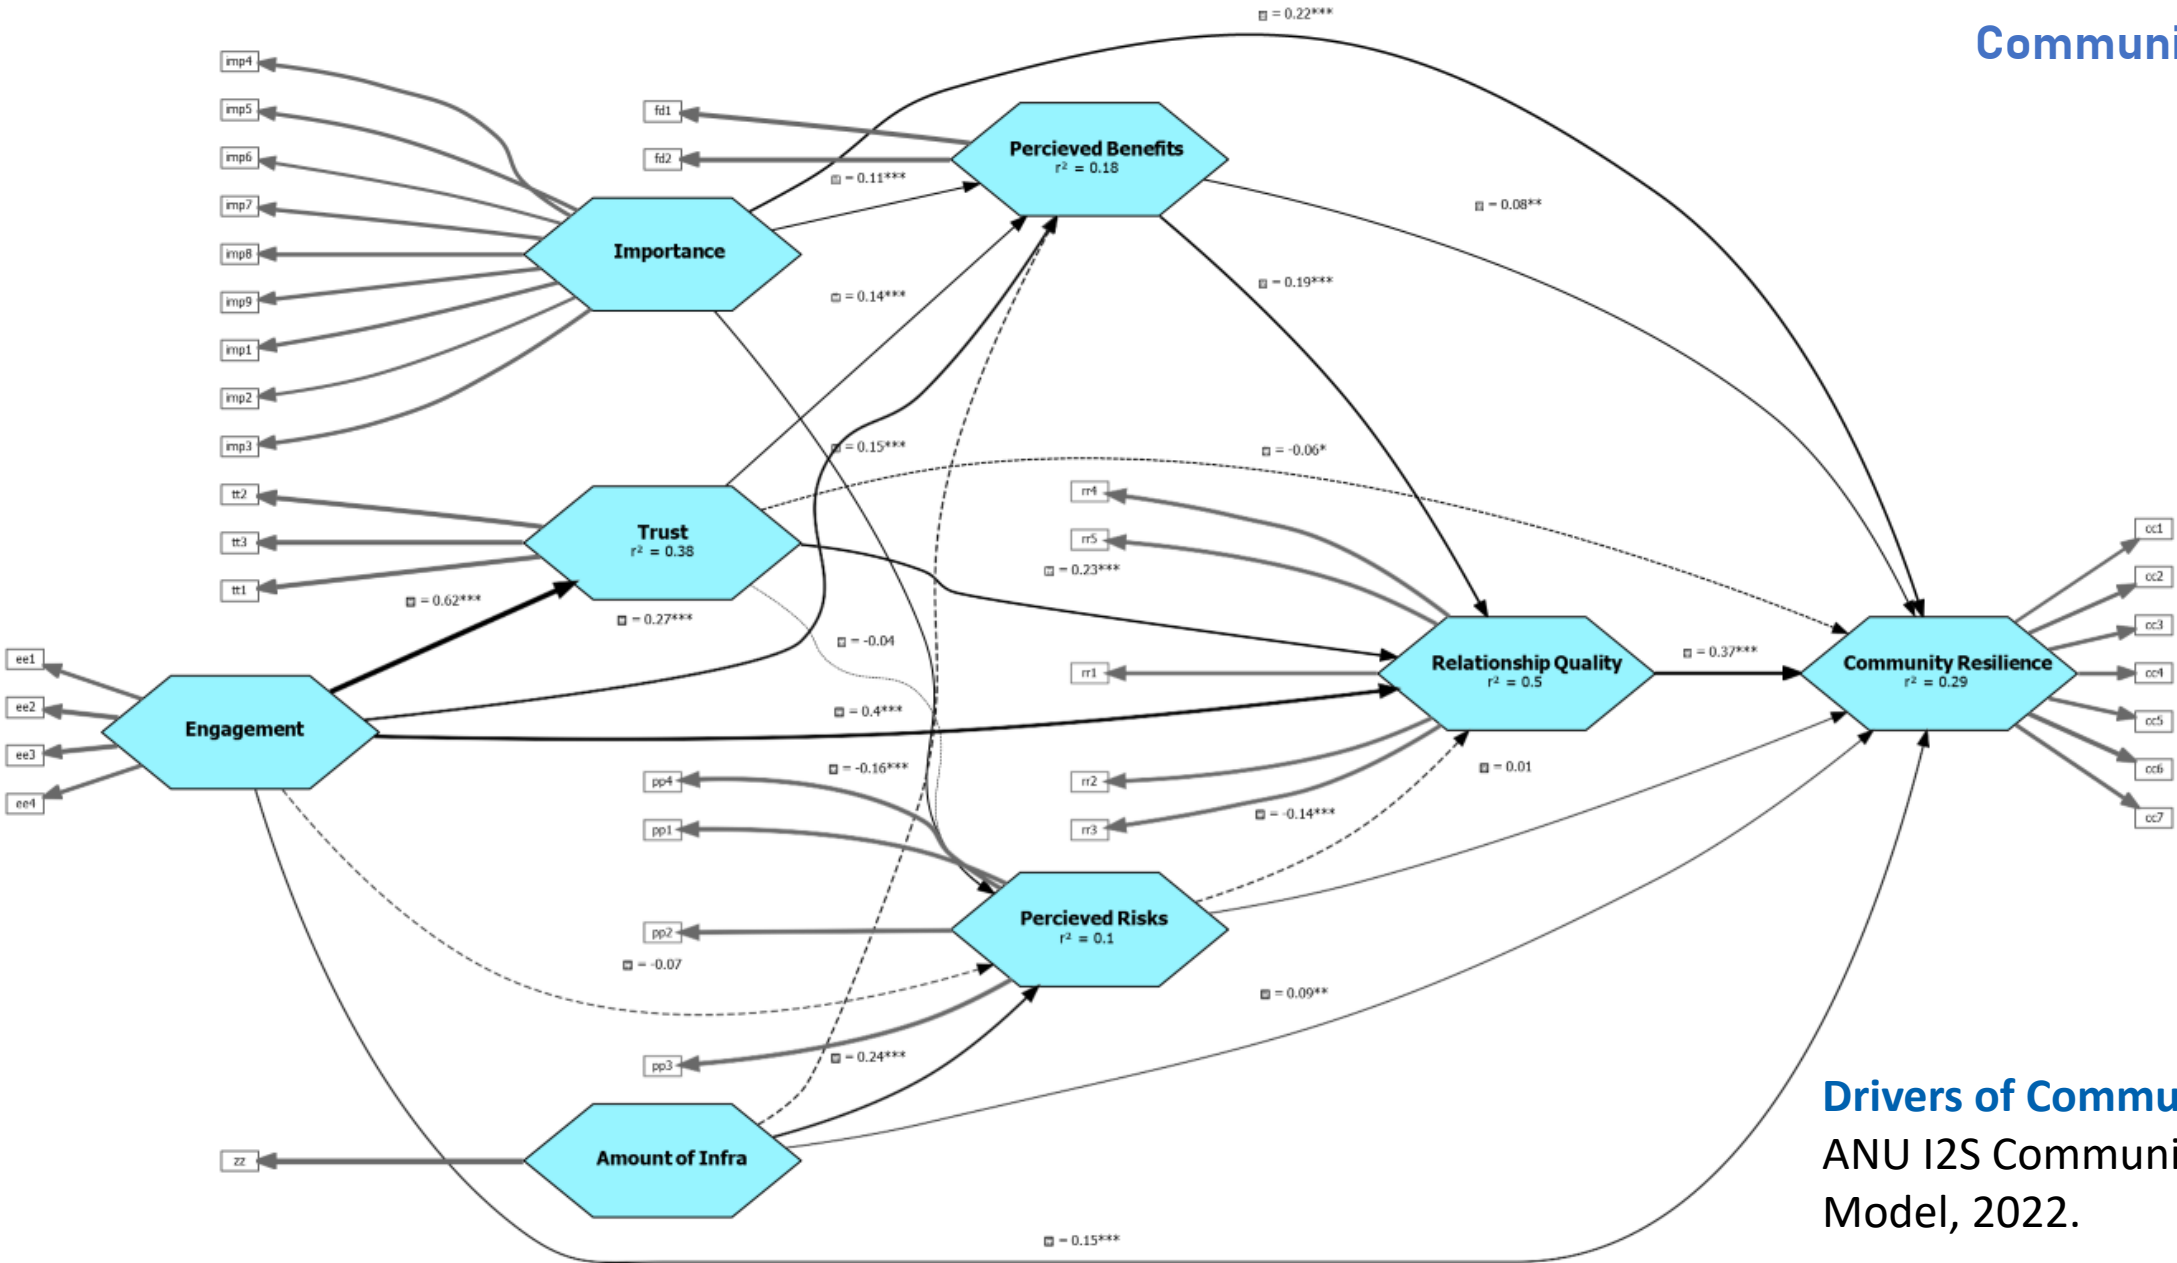 ☐ = 0.22***
Communi
imp4
imp5
imp6
imp7
imp8
imp9
imp1
imp2
imp3
fd1
fd2
Percieved Benefits
r² = 0.18
☐ = 0.11***
☐ = 0.08**
Importance
☐ = 0.14***
☐ = 0.19***
☐ = 0.15***
☐ = -0.06*
tt2
tt3
tt1
Trust
r² = 0.38
rr4
rr5
☐ = 0.23***
☐ = 0.62***
☐ = 0.27***
☐ = -0.04
cc1
cc2
cc3
cc4
cc5
cc6
cc7
ee1
ee2
ee3
ee4
Engagement
rr1
Relationship Quality
r² = 0.5
☐ = 0.37***
Community Resilience
r² = 0.29
☐ = 0.4***
☐ = -0.16***
☐ = 0.01
pp4
pp1
rr2
rr3
☐ = -0.14***
pp2
Percieved Risks
r² = 0.1
☐ = -0.07
☐ = 0.09**
pp3
☐ = 0.24***
zz
Amount of Infra
☐ = 0.15***
Drivers of Commu
ANU I2S Communi
Model, 2022.